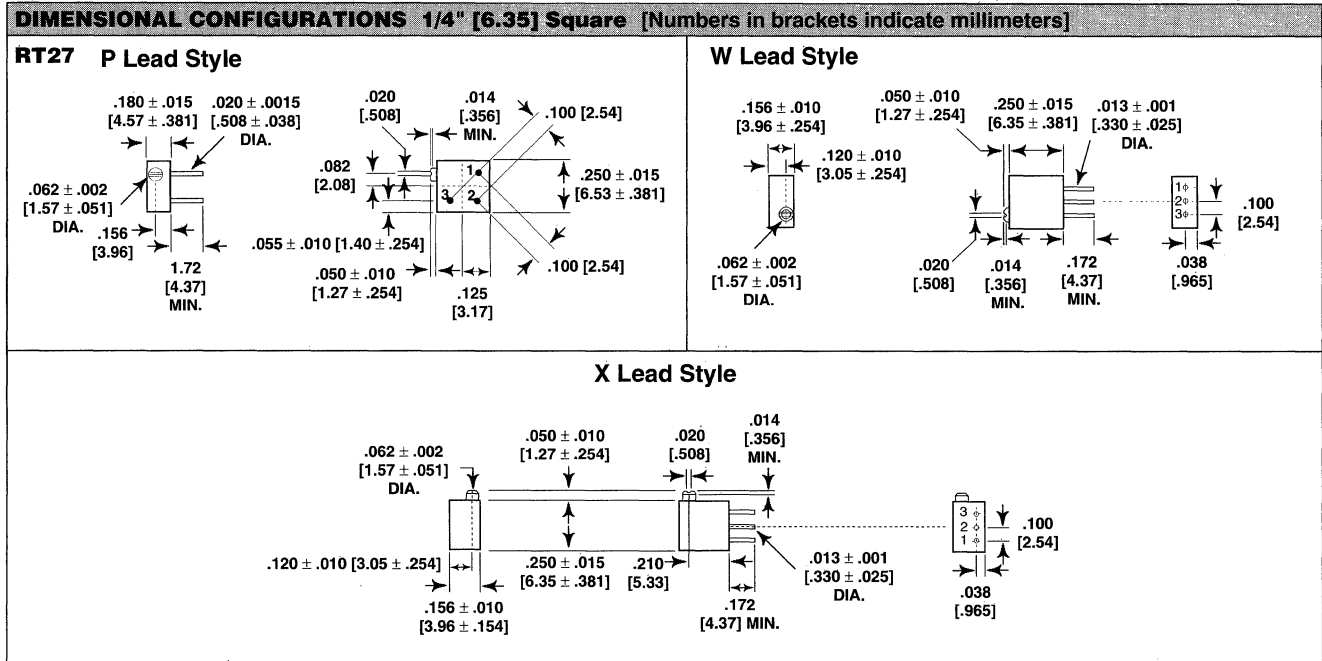 DIMENSIONAL CONFIGURATIONS 1/4" [6.35] Square [Numbers in brackets indicate millimeters]
RT27 P Lead Style
.180 ± .015
[4.57 ± .381]
.020 ± .0015
[.508 ± .038]
DIA.
.062 ± .002
[1.57 ± .051]
DIA.
.156
[3.96]
1.72
[4.37]
MIN.
.020
[.508]
.014
[.356]
MIN.
.100 [2.54]
.082
[2.08]
1
3 2
.250 ± .015
[6.53 ± .381]
.055 ± .010 [1.40 ± .254]
.050 ± .010
[1.27 ± .254]
.125
[3.17]
.100 [2.54]
W Lead Style
.156 ± .010
[3.96 ± .254]
.120 ± .010
[3.05 ± .254]
.062 ± .002
[1.57 ± .051]
DIA.
.050 ± .010
[1.27 ± .254]
.250 ± .015
[6.35 ± .381]
.013 ± .001
[.330 ± .025]
DIA.
.020
[.508]
.014
[.356]
MIN.
.172
[4.37]
MIN.
1
2
3
.100
[2.54]
.038
[.965]
X Lead Style
.062 ± .002
[1.57 ± .051]
DIA.
.050 ± .010
[1.27 ± .254]
.020
[.508]
.014
[.356]
MIN.
.120 ± .010 [3.05 ± .254]
.156 ± .010
[3.96 ± .154]
.250 ± .015
[6.35 ± .381]
.210
[5.33]
.172
[4.37] MIN.
.013 ± .001
[.330 ± .025]
DIA.
3
2
1
.100
[2.54]
.038
[.965]